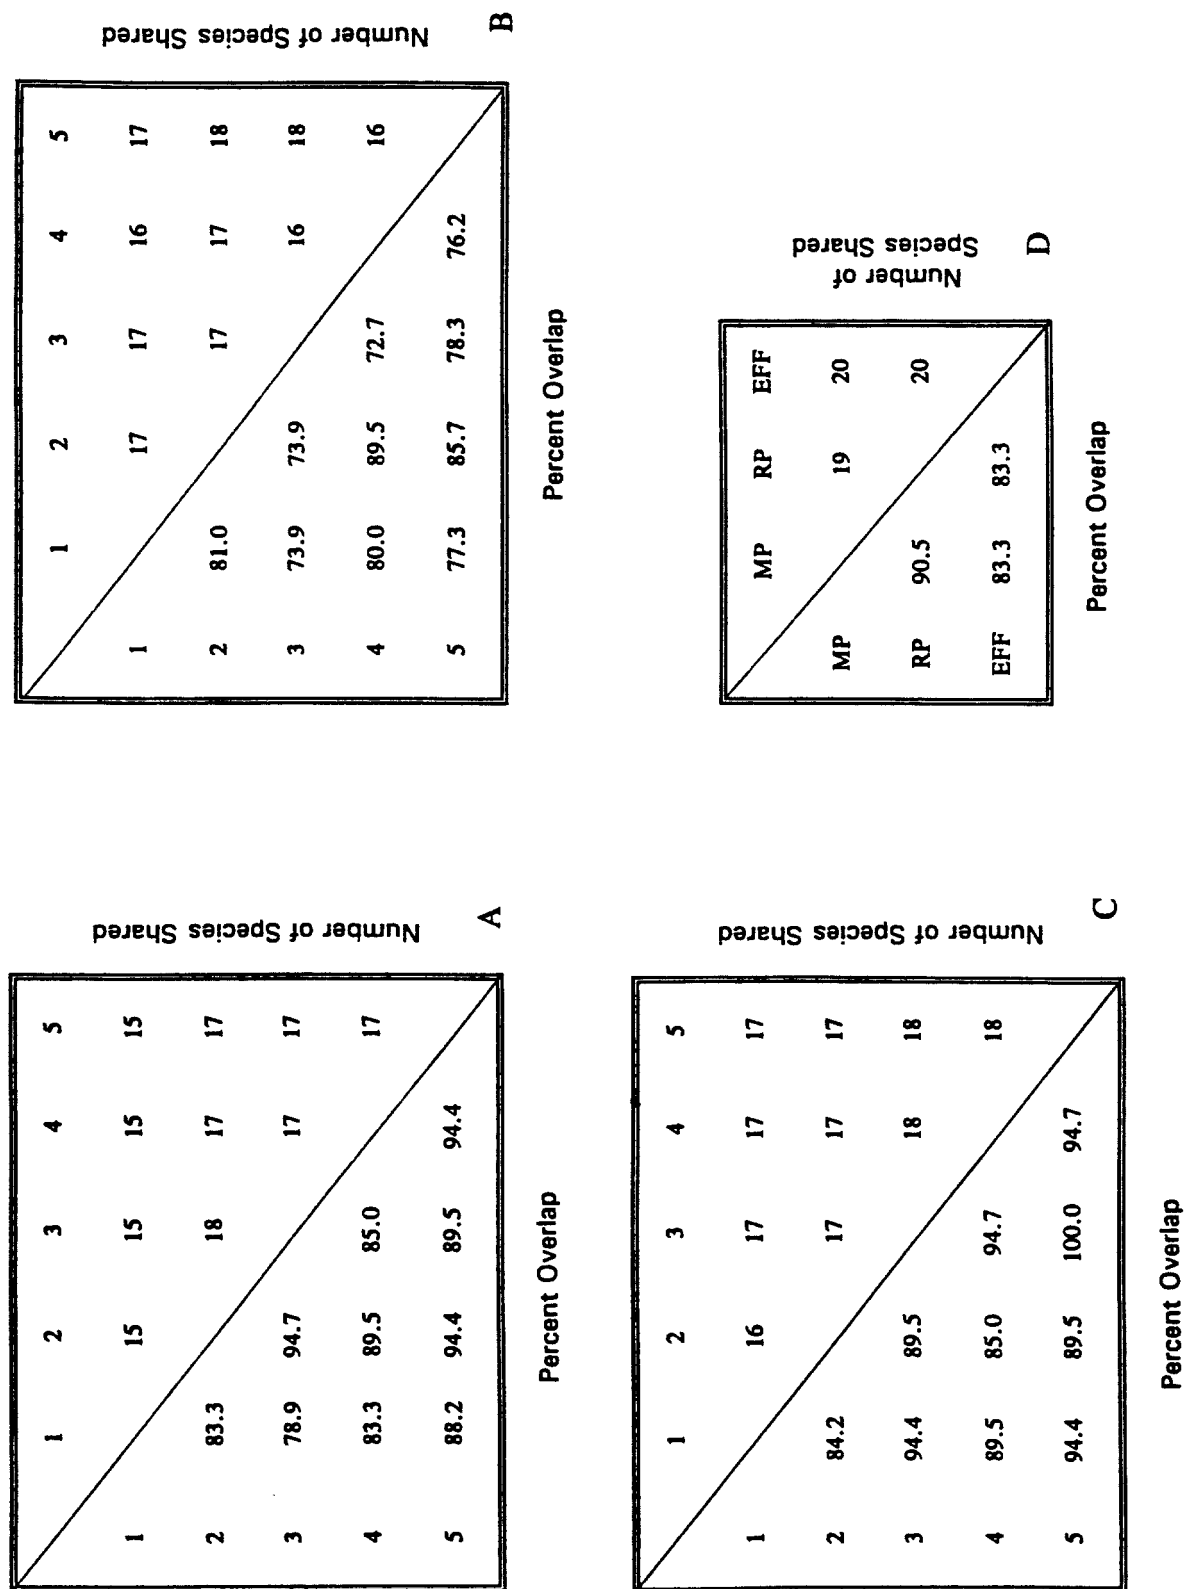 1 2 3 4 5
1 15 15 15 15
2 83.3 18 17 17
3 78.9 94.7 17 17
4 83.3 89.5 85.0 17
5 88.2 94.4 89.5 94.4
Number of Species Shared
Percent Overlap
A
1 2 3 4 5
1 17 17 16 17
2 81.0 17 17 18
3 73.9 73.9 16 18
4 80.0 89.5 72.7 16
5 77.3 85.7 78.3 76.2
Number of Species Shared
Percent Overlap
B
1 2 3 4 5
1 16 17 17 17
2 84.2 17 17 17
3 94.4 89.5 18 18
4 89.5 85.0 94.7 18
5 94.4 89.5 100.0 94.7
Number of Species Shared
Percent Overlap
C
MP RP EFF
MP 19 20
RP 90.5 20
EFF 83.3 83.3
Number of
Species Shared
Percent Overlap
D